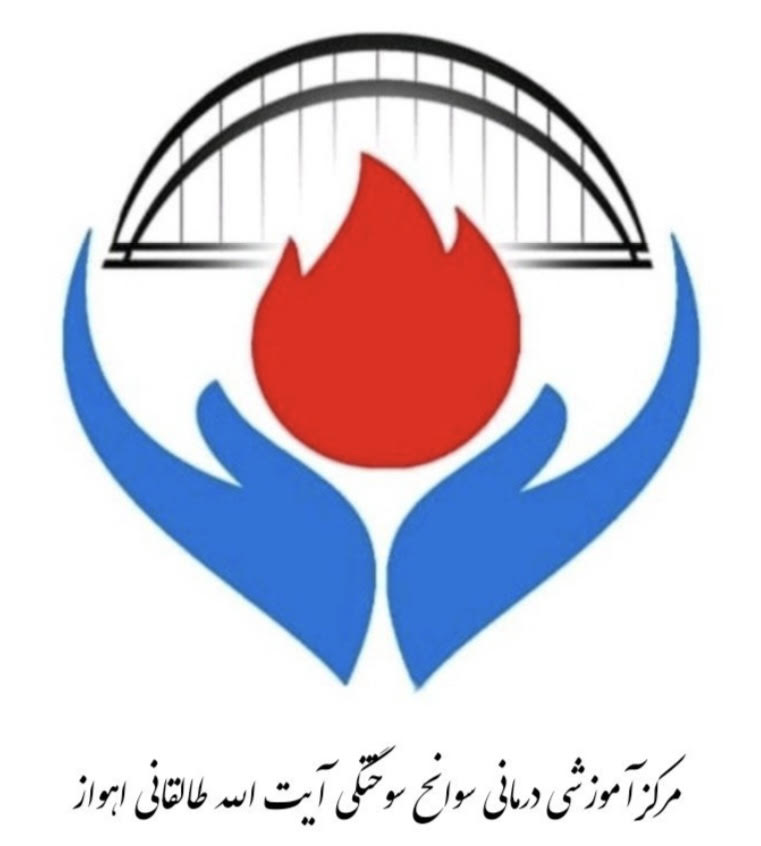 مرکز آموزشی درمانی سوانح سوختگی آیت الله طالقانی اهواز